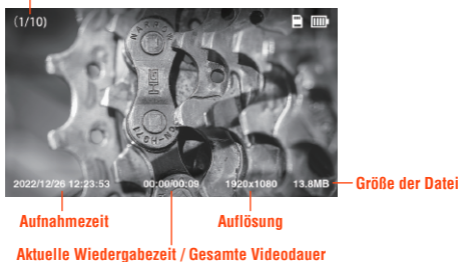 (1/10)
HG
2022/12/26 12:23:53 00:00/00:09 1920x1080 13.8MB
Größe der Datei
Aufnahmezeit
Auflösung
Aktuelle Wiedergabezeit / Gesamte Videodauer